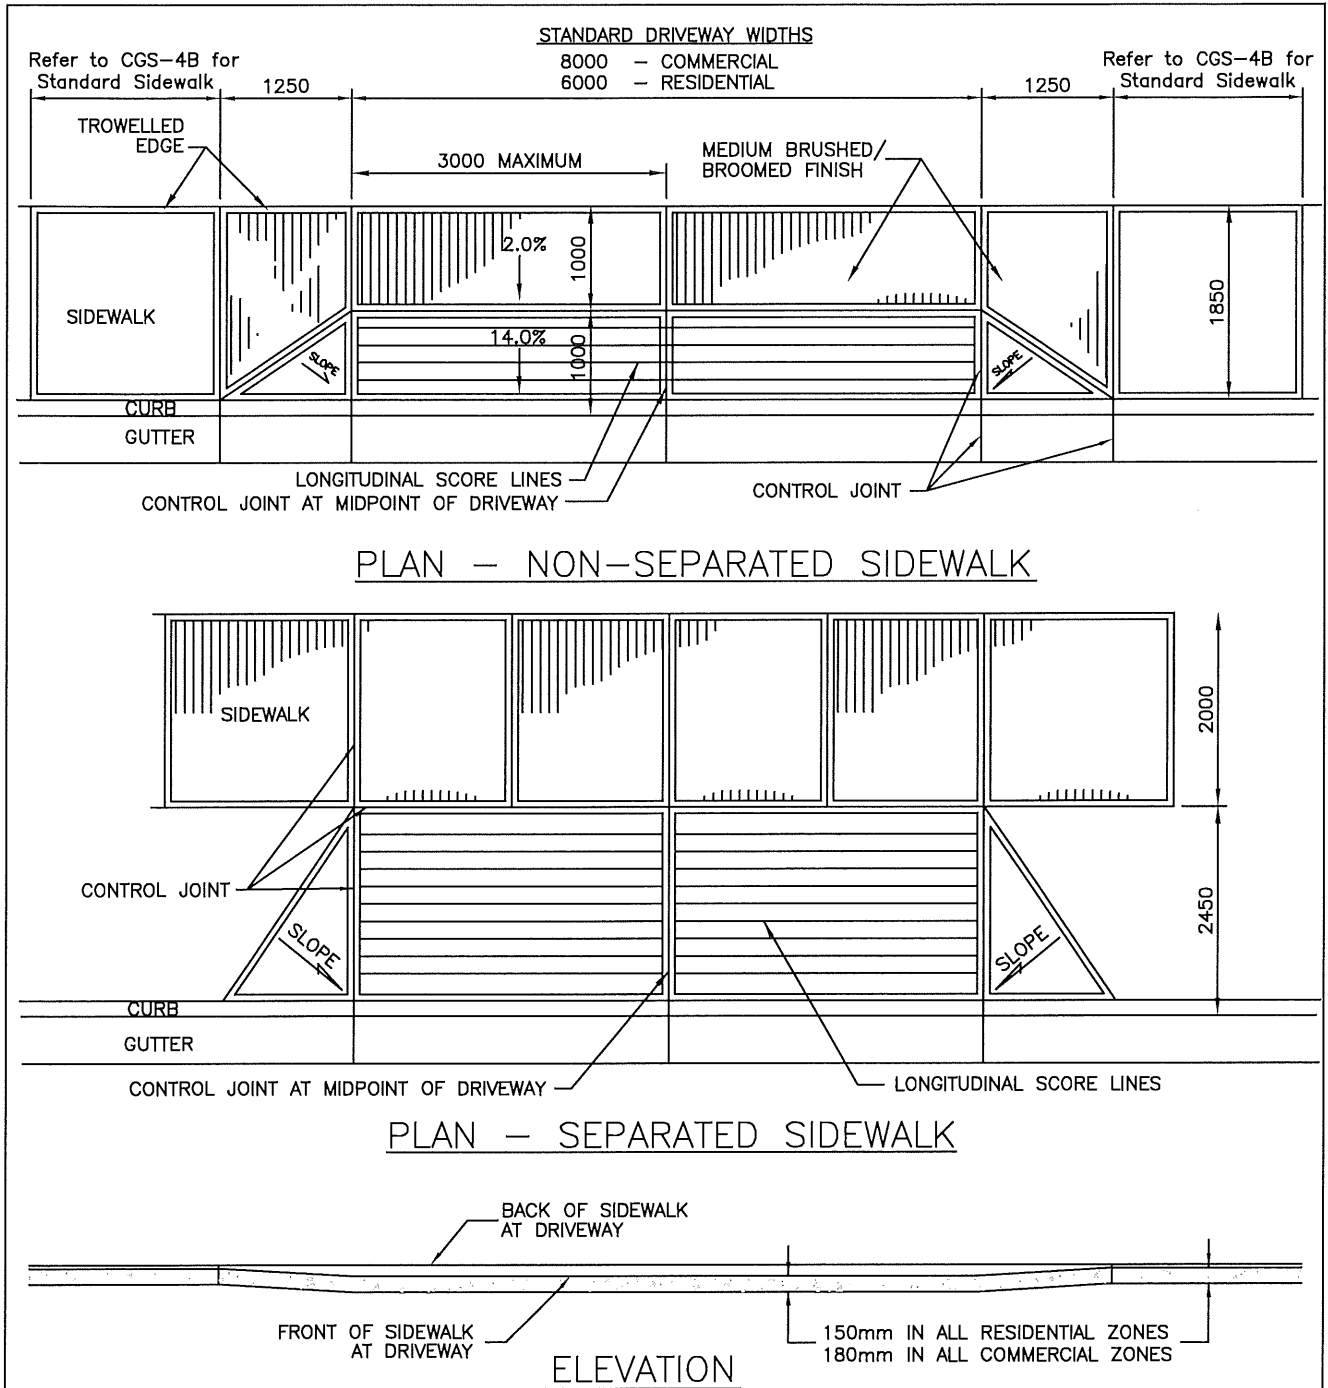 STANDARD DRIVEWAY WIDTHS
8000 – COMMERCIAL
6000 – RESIDENTIAL
Refer to CGS-4B for
Standard Sidewalk
1250
1250
Refer to CGS-4B for
Standard Sidewalk
TROWELLED
EDGE
3000 MAXIMUM
MEDIUM BRUSHED/
BROOMED FINISH
2.0%
1000
SIDEWALK
14.0%
1000
SLOPE
SLOPE
1850
CURB
GUTTER
LONGITUDINAL SCORE LINES
CONTROL JOINT AT MIDPOINT OF DRIVEWAY
CONTROL JOINT
PLAN – NON-SEPARATED SIDEWALK
SIDEWALK
2000
CONTROL JOINT
2450
SLOPE
SLOPE
CURB
GUTTER
CONTROL JOINT AT MIDPOINT OF DRIVEWAY
LONGITUDINAL SCORE LINES
PLAN – SEPARATED SIDEWALK
BACK OF SIDEWALK
AT DRIVEWAY
FRONT OF SIDEWALK
AT DRIVEWAY
150mm IN ALL RESIDENTIAL ZONES
180mm IN ALL COMMERCIAL ZONES
ELEVATION